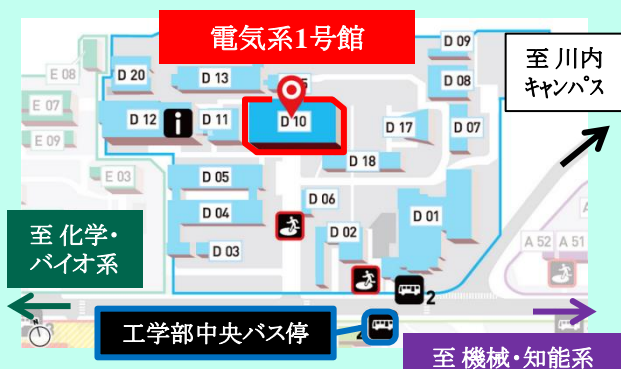 電気系1号館
D 09
至 川内
キャンパス
E 08
D 20
D 13
D 08
E 07
D 12
D 11
D 10
D 17
D 07
E 09
D 18
E 03
D 05
D 06
D 04
D 01
至 化学・
バイオ系
D 02
D 03
A 52
A 51
2
工学部中央バス停
至 機械・知能系